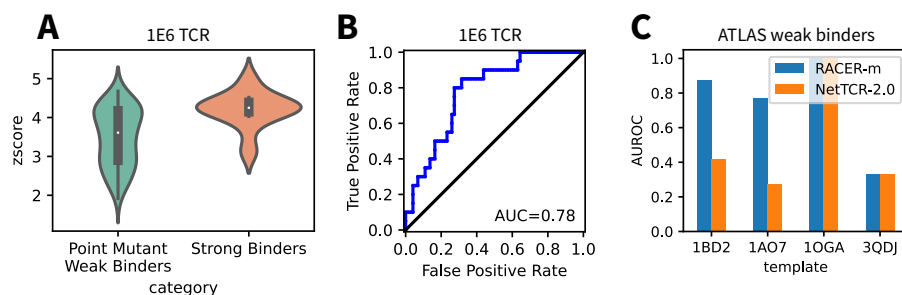 A
1E6 TCR
zscore
5
4
3
2
Point Mutant
Weak Binders
Strong Binders
category
B
1E6 TCR
True Positive Rate
1.0
0.8
0.6
0.4
0.2
0.0
AUC=0.78
0.0 0.2 0.4 0.6 0.8 1.0
False Positive Rate
C
ATLAS weak binders
AUROC
1.0
0.8
0.6
0.4
0.2
0.0
RACER-m
NetTCR-2.0
1BD2 1AO7 1OGA 3QDJ
template